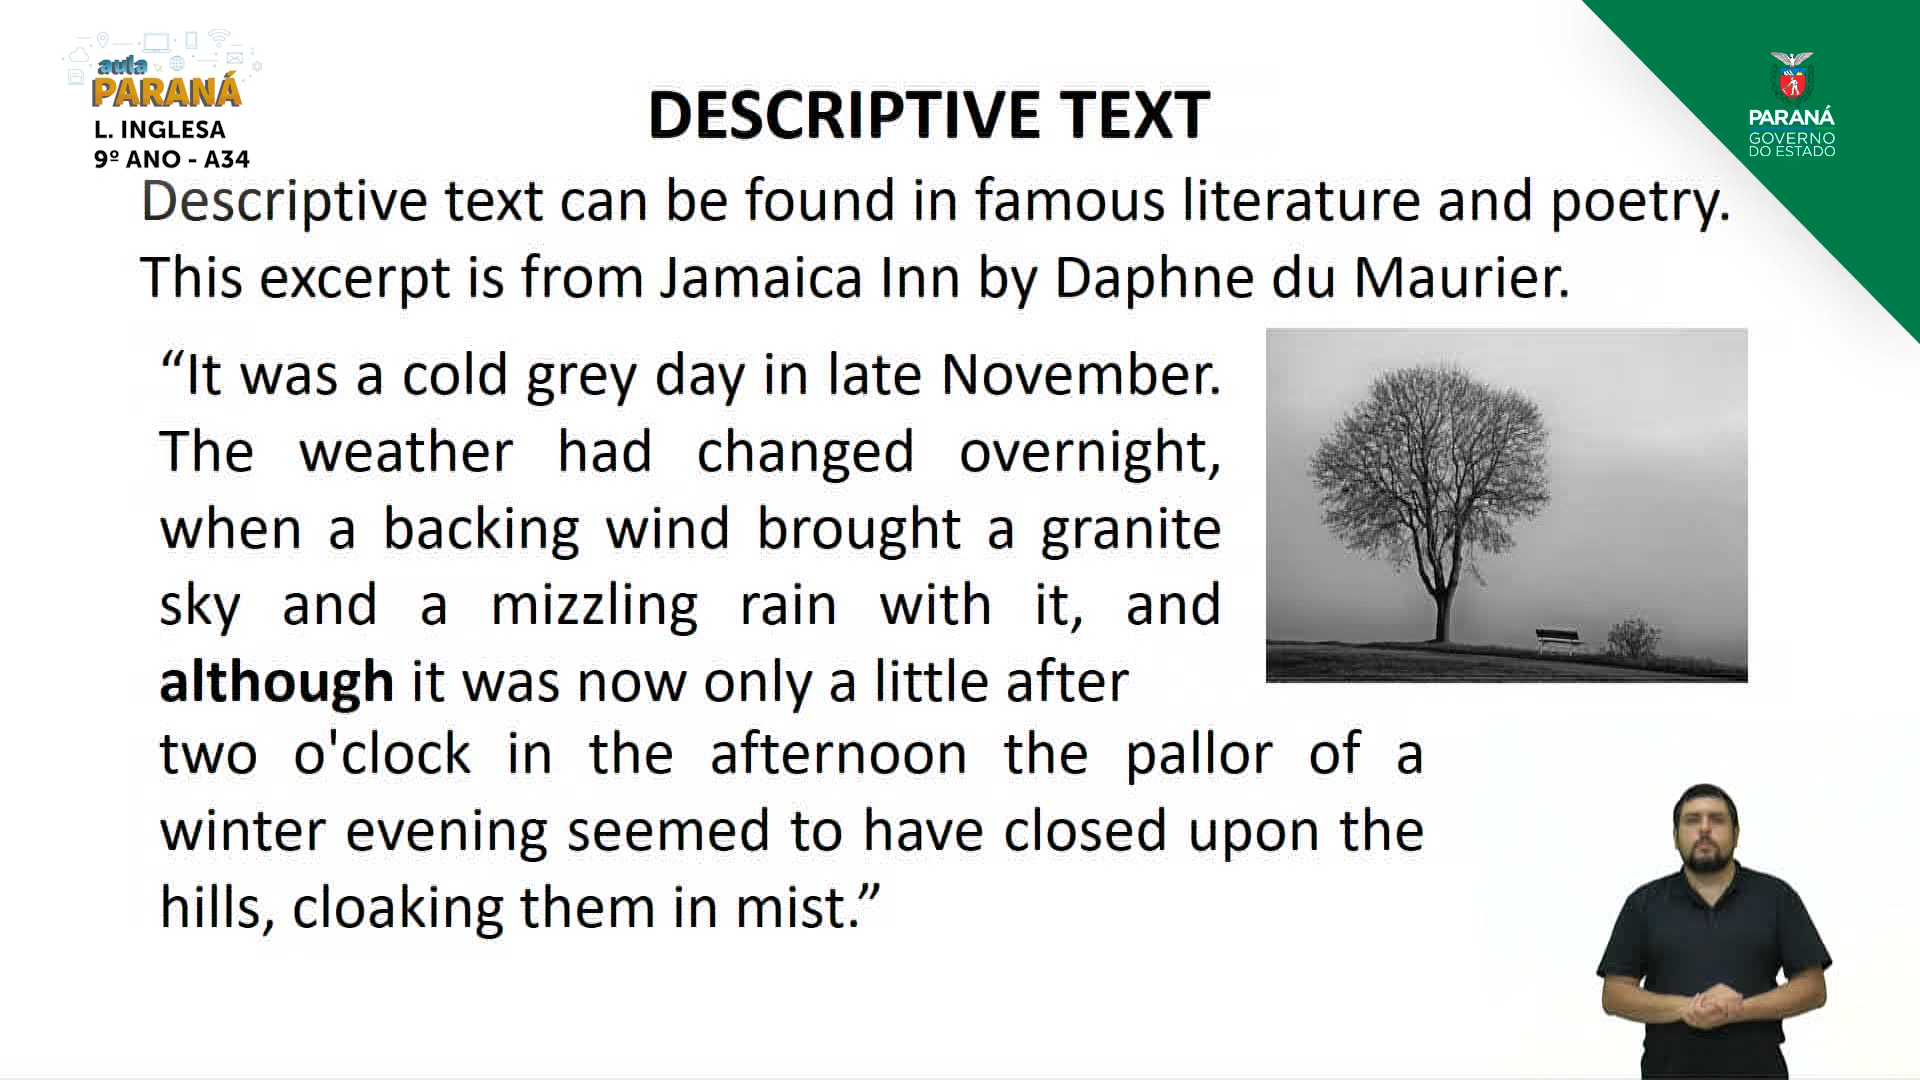 aula
PARANÁ
L. INGLESA
9º ANO - A34
PARANÁ
GOVERNO
DO ESTADO
DESCRIPTIVE TEXT
Descriptive text can be found in famous literature and poetry.
This excerpt is from Jamaica Inn by Daphne du Maurier.
“It was a cold grey day in late November.
The weather had changed overnight,
when a backing wind brought a granite
sky and a mizzling rain with it, and
although it was now only a little after
two o'clock in the afternoon the pallor of a
winter evening seemed to have closed upon the
hills, cloaking them in mist.”